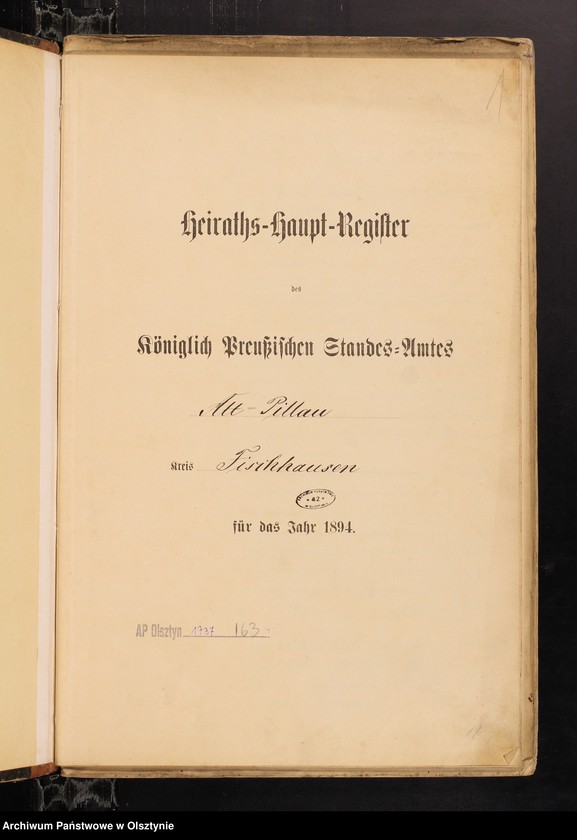 1
Heiraths-Haupt-Register
des
Königlich Preußischen Standes-Amtes
Alt-Pillau
Kreis Fischhausen
42
für das Jahr 1894.
AP Olsztyn 1737 163
Archiwum Państwowe w Olsztynie